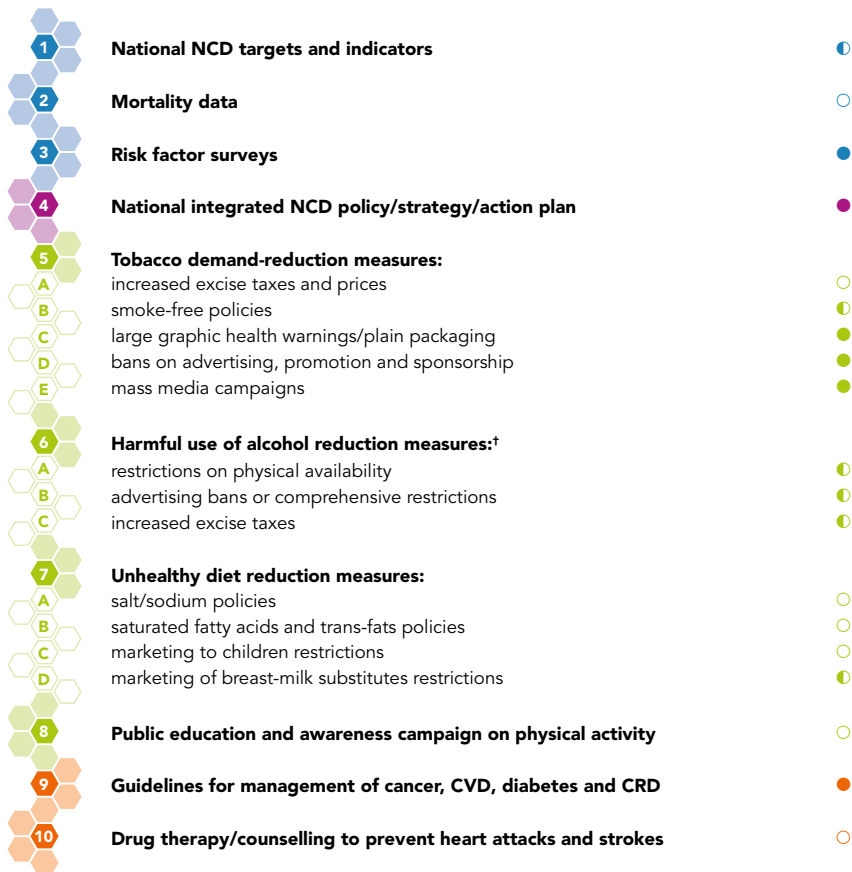 1 National NCD targets and indicators ◐
2 Mortality data ○
3 Risk factor surveys ●
4 National integrated NCD policy/strategy/action plan ●
5 Tobacco demand-reduction measures:
A increased excise taxes and prices ○
B smoke-free policies ◐
C large graphic health warnings/plain packaging ●
D bans on advertising, promotion and sponsorship ●
E mass media campaigns ●
6 Harmful use of alcohol reduction measures:†
A restrictions on physical availability ◐
B advertising bans or comprehensive restrictions ◐
C increased excise taxes ◐
7 Unhealthy diet reduction measures:
A salt/sodium policies ○
B saturated fatty acids and trans-fats policies ○
C marketing to children restrictions ○
D marketing of breast-milk substitutes restrictions ◐
8 Public education and awareness campaign on physical activity ○
9 Guidelines for management of cancer, CVD, diabetes and CRD ●
10 Drug therapy/counselling to prevent heart attacks and strokes ○